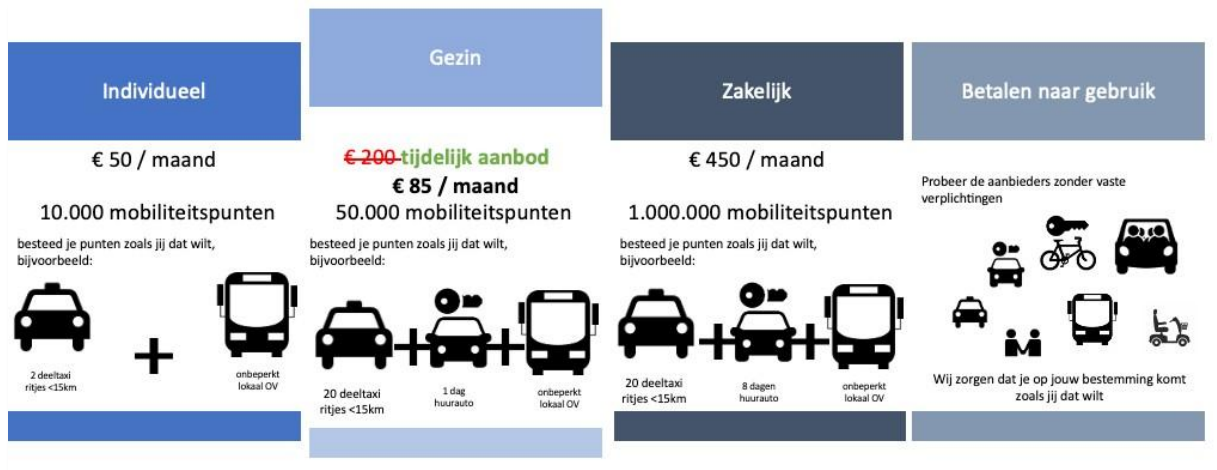 Individueel
€ 50 / maand
10.000 mobiliteitspunten
besteed je punten zoals jij dat wilt,
bijvoorbeeld:
2 deeltaxi
ritjes <15km
onbeperkt
lokaal OV
Gezin
€ 200 tijdelijk aanbod
€ 85 / maand
50.000 mobiliteitspunten
besteed je punten zoals jij dat wilt,
bijvoorbeeld:
20 deeltaxi
ritjes <15km
1 dag
huurauto
onbeperkt
lokaal OV
Zakelijk
€ 450 / maand
1.000.000 mobiliteitspunten
besteed je punten zoals jij dat wilt,
bijvoorbeeld:
20 deeltaxi
ritjes <15km
8 dagen
huurauto
onbeperkt
lokaal OV
Betalen naar gebruik
Probeer de aanbieders zonder vaste
verplichtingen
Wij zorgen dat je op jouw bestemming komt
zoals jij dat wilt